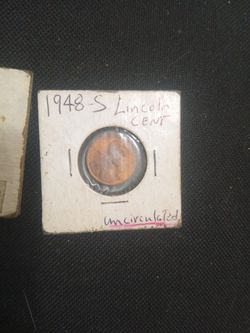 1948-S Lincoln
CENT
uncirculated